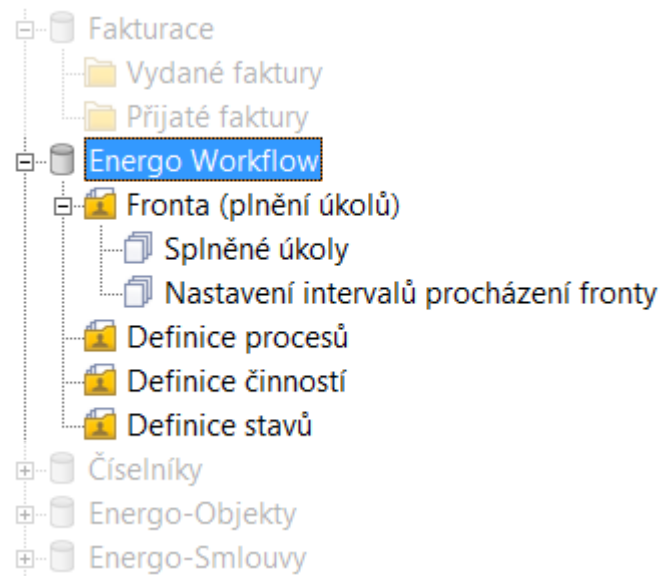 Fakturace
Vydané faktury
Přijaté faktury
Energo Workflow
Fronta (plnění úkolů)
Splněné úkoly
Nastavení intervalů procházení fronty
Definice procesů
Definice činností
Definice stavů
Číselníky
Energo-Objekty
Energo-Smlouvy